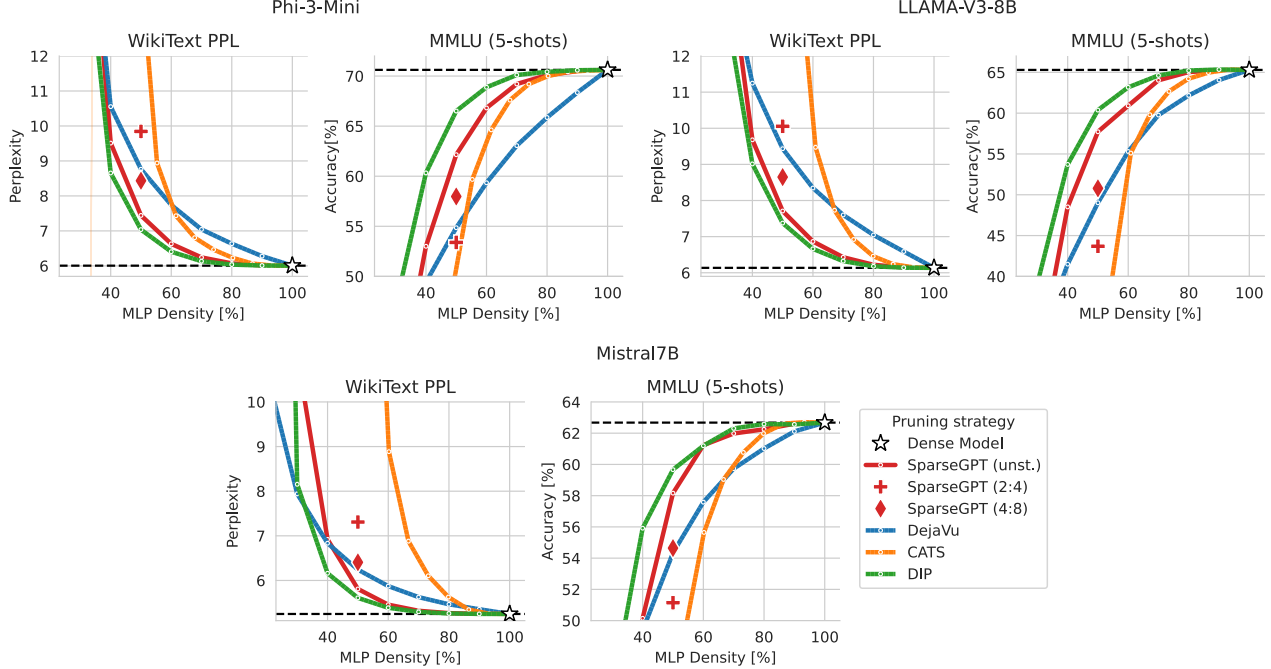 Phi-3-Mini
LLAMA-V3-8B
WikiText PPL
MMLU (5-shots)
WikiText PPL
MMLU (5-shots)
12
11
10
9
8
7
6
Perplexity
40 60 80 100
MLP Density [%]
70
65
60
55
50
Accuracy[%]
40 60 80 100
MLP Density [%]
12
11
10
9
8
7
6
Perplexity
40 60 80 100
MLP Density [%]
65
60
55
50
45
40
Accuracy[%]
40 60 80 100
MLP Density [%]
Mistral7B
WikiText PPL
MMLU (5-shots)
10
9
8
7
6
Perplexity
40 60 80 100
MLP Density [%]
64
62
60
58
56
54
52
50
Accuracy [%]
40 60 80 100
MLP Density [%]
Pruning strategy
Dense Model
SparseGPT (unst.)
SparseGPT (2:4)
SparseGPT (4:8)
DejaVu
CATS
DIP